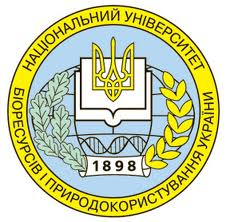 НАЦІОНАЛЬНИЙ УНІВЕРСИТЕТ
БІОРЕСУРСІВ І ПРИРОДОКОРИСТУВАННЯ УКРАЇНИ
1898